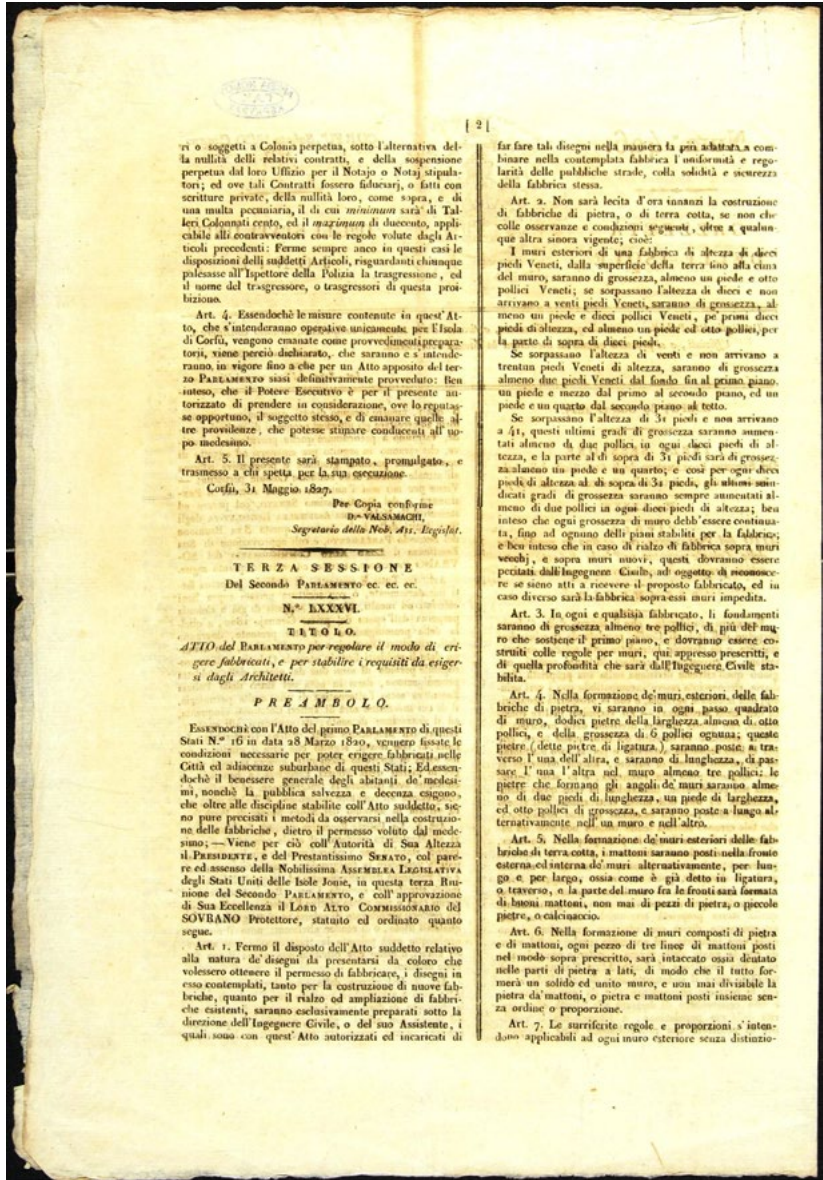 [ 2 ]
ri o soggetti a Colonia perpetua, sotto l'alternativa del-
la nullità delli relativi contratti, e della sospensione
perpetua dal loro Uffizio per il Notajo o Notaj stipula-
tori; ed ove tali Contratti fossero fiduciarj, o fatti con
scritture private, della nullità loro, come sopra, e di
una multa pecuniaria, il di cui minimum sarà di Tal-
leri Colonnati cento, ed il maximum di duecento, appli-
cabile alli contravventori con le regole volute dagli Ar-
ticoli precedenti: Ferme sempre anco in questi casi le
disposizioni delli suddetti Articoli, risguardanti chiunque
palesasse all'Ispettore della Polizia la trasgressione, ed
il nome del trasgressore, o trasgressori di questa proi-
bizione.
Art. 4. Essendochè le misure contenute in quest'At-
to, che s'intenderanno operative unicamente per l'Isola
di Corfù, vengono emanate come provvedimenti prepara-
torii, viene perciò dichiarato, che saranno e s'intende-
ranno in vigore fino a che per un Atto apposito del ter-
zo PARLAMENTO siasi definitivamente provveduto: Ben
inteso, che il Potere Esecutivo è per il presente au-
torizzato di prendere in considerazione, ove lo reputas-
se opportuno, il soggetto stesso, e di emanare quelle al-
tre providenze, che potesse stimare conducenti all'uo-
po medesimo.
Art. 5. Il presente sarà stampato, promulgato, e
trasmesso a chi spetta per la sua esecuzione.
Corfù, 31 Maggio 1827.
Per Copia conforme
D.r VALSAMACHI,
Segretario della Nob. Ass. Legislat.
TERZA SESSIONE
Del Secondo PARLAMENTO ec. ec. ec.
N.º LXXXVI.
TITOLO.
ATTO del PARLAMENTO per regolare il modo di eri-
gere fabbricati, e per stabilire i requisiti da esiger-
si dagli Architetti.
PREAMBOLO.
ESSENDOCHÈ con l'Atto del primo PARLAMENTO di questi
Stati N.º 16 in data 28 Marzo 1820, vennero fissate le
condizioni necessarie per poter erigere fabbricati nelle
Città ed adiacenze suburbane di questi Stati; Ed essen-
dochè il benessere generale degli abitanti de' medesi-
mi, nonchè la pubblica salvezza e decenza esigono,
che oltre alle discipline stabilite coll'Atto suddetto, sie-
no pure precisati i metodi da osservarsi nella costruzio-
ne delle fabbriche, dietro il permesso voluto dal mede-
simo; — Viene per ciò coll'Autorità di Sua Altezza
il PRESIDENTE, e del Prestantissimo SENATO, col pare-
re ed assenso della Nobilissima ASSEMBLEA LEGISLATIVA
degli Stati Uniti delle Isole Jonie, in questa terza Riu-
nione del Secondo PARLAMENTO, e coll'approvazione
di Sua Eccellenza il LORD ALTO COMMISSIONARIO del
SOVRANO Protettore, statuito ed ordinato quanto
segue.
Art. 1. Fermo il disposto dell'Atto suddetto relativo
alla natura de' disegni da presentarsi da coloro che
volessero ottenere il permesso di fabbricare, i disegni in
esso contemplati, tanto per la costruzione di nuove fab-
briche, quanto per il rialzo od ampliazione di fabbri-
che esistenti, saranno esclusivamente preparati sotto la
direzione dell'Ingegnere Civile, o del suo Assistente, i
quali sono con quest'Atto autorizzati ed incaricati di
far fare tali disegni nella maniera la più adattata a com-
binare nella contemplata fabbrica l'uniformità e rego-
larità delle pubbliche strade, colla solidità e sicurezza
della fabbrica stessa.
Art. 2. Non sarà lecita d'ora innanzi la costruzione
di fabbriche di pietra, o di terra cotta, se non che
colle osservanze e condizioni seguenti, oltre a qualun-
que altra sinora vigente; cioè:
I muri esteriori di una fabbrica di altezza di dieci
piedi Veneti, dalla superficie della terra fino alla cima
del muro, saranno di grossezza, almeno un piede e otto
pollici Veneti; se sorpassano l'altezza di dieci e non
arrivano a venti piedi Veneti, saranno di grossezza, al-
meno un piede e dieci pollici Veneti, pe' primi dieci
piedi di altezza, ed almeno un piede ed otto pollici, per
la parte di sopra di dieci piedi.
Se sorpassano l'altezza di venti e non arrivano a
trentun piedi Veneti di altezza, saranno di grossezza
almeno due piedi Veneti dal fondo fin al primo piano,
un piede e mezzo dal primo al secondo piano, ed un
piede e un quarto dal secondo piano al tetto.
Se sorpassano l'altezza di 31 piedi e non arrivano
a 41, questi ultimi gradi di grossezza saranno aumen-
tati almeno di due pollici in ogni dieci piedi di al-
tezza, e la parte al di sopra di 31 piedi sarà di grossez-
za almeno un piede e un quarto; e così per ogni dieci
piedi di altezza al di sopra di 31 piedi, gli ultimi suin-
dicati gradi di grossezza saranno sempre aumentati al-
meno di due pollici in ogni dieci piedi di altezza; ben
inteso che ogni grossezza di muro debb'essere continua-
ta, fino ad ognuno delli piani stabiliti per la fabbrica;
e ben inteso che in caso di rialzo di fabbrica sopra muri
vecchj, e sopra muri nuovi, questi dovranno essere
peritati dall'Ingegnere Civile, ad oggetto di riconosce-
re se sieno atti a ricevere il proposto fabbricato, ed in
caso diverso sarà la fabbrica sopra essi muri impedita.
Art. 3. In ogni e qualsisia fabbricato, li fondamenti
saranno di grossezza almeno tre pollici, di più del mu-
ro che sostiene il primo piano, e dovranno essere co-
struiti colle regole per muri, qui appresso prescritti, e
di quella profondità che sarà dall'Ingegnere Civile sta-
bilita.
Art. 4. Nella formazione de' muri esteriori delle fab-
briche di pietra, vi saranno in ogni passo quadrato
di muro, dodici pietre della larghezza almeno di otto
pollici, e della grossezza di 6 pollici ognuna; queste
pietre (dette pietre di ligatura) saranno poste a tra-
verso l'una dell'altra, e saranno di lunghezza, di pas-
sare l'una l'altra nel muro almeno tre pollici; le
pietre che formano gli angoli de' muri saranno alme-
no di due piedi di lunghezza, un piede di larghezza,
ed otto pollici di grossezza, e saranno poste a lungo al-
ternativamente nell'un muro e nell'altro.
Art. 5. Nella formazione de' muri esteriori delle fab-
briche di terra cotta, i mattoni saranno posti nella fronte
esterna ed interna de' muri alternativamente, per lun-
go e per largo, ossia come è già detto in ligatura,
o traverso, e la parte del muro fra le fronti sarà formata
di buoni mattoni, non mai di pezzi di pietra, o piccole
pietre, o calcinaccio.
Art. 6. Nella formazione di muri composti di pietra
e di mattoni, ogni pezzo di tre linee di mattoni posti
nel modo sopra prescritto, sarà intaccato ossia dentato
nelle parti di pietra a lati, di modo che il tutto for-
merà un solido ed unito muro, e non mai divisibile la
pietra da' mattoni, o pietra e mattoni posti insieme sen-
za ordine o proporzione.
Art. 7. Le surriferite regole e proporzioni s'inten-
dono applicabili ad ogni muro esteriore senza distinzio-